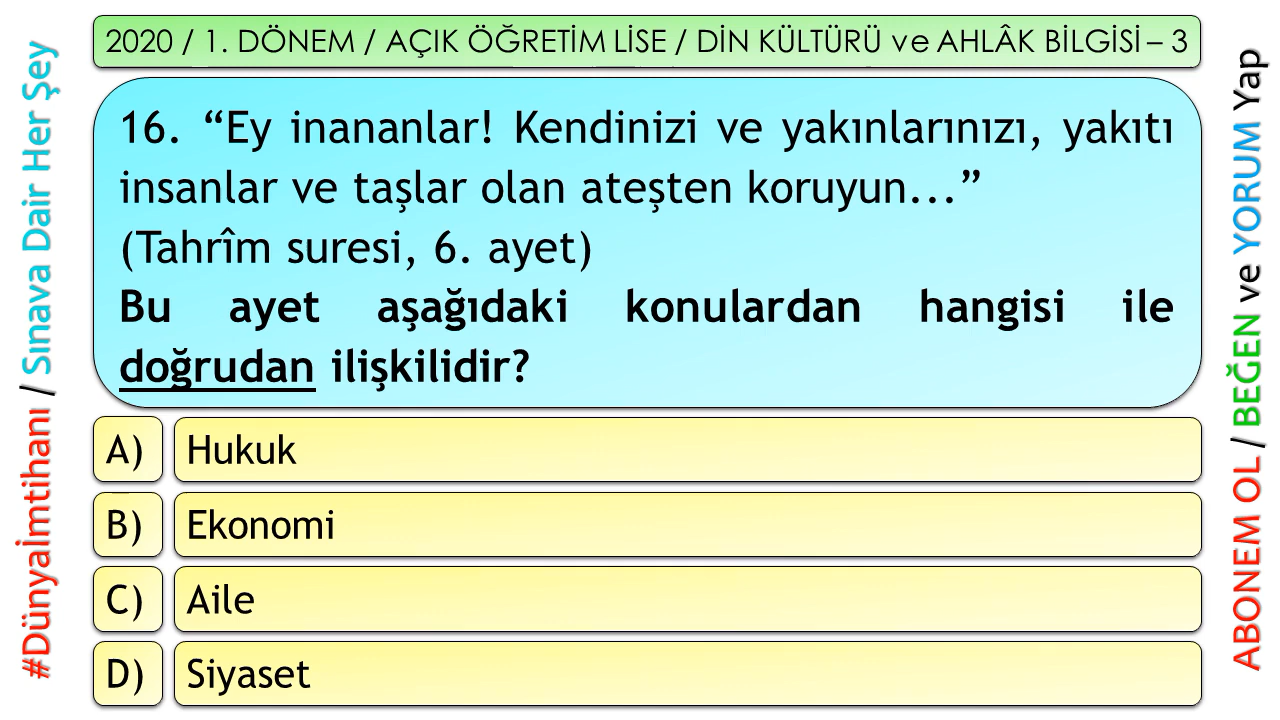 2020 / 1. DÖNEM / AÇIK ÖĞRETİM LİSE / DİN KÜLTÜRÜ ve AHLÂK BİLGİSİ – 3
16. “Ey inananlar! Kendinizi ve yakınlarınızı, yakıtı
insanlar ve taşlar olan ateşten koruyun...”
(Tahrîm suresi, 6. ayet)
Bu ayet aşağıdaki konulardan hangisi ile
doğrudan ilişkilidir?
A) Hukuk
B) Ekonomi
C) Aile
D) Siyaset
#Dünyaİmtihanı / Sınava Dair Her Şey
ABONEM OL / BEĞEN ve YORUM Yap